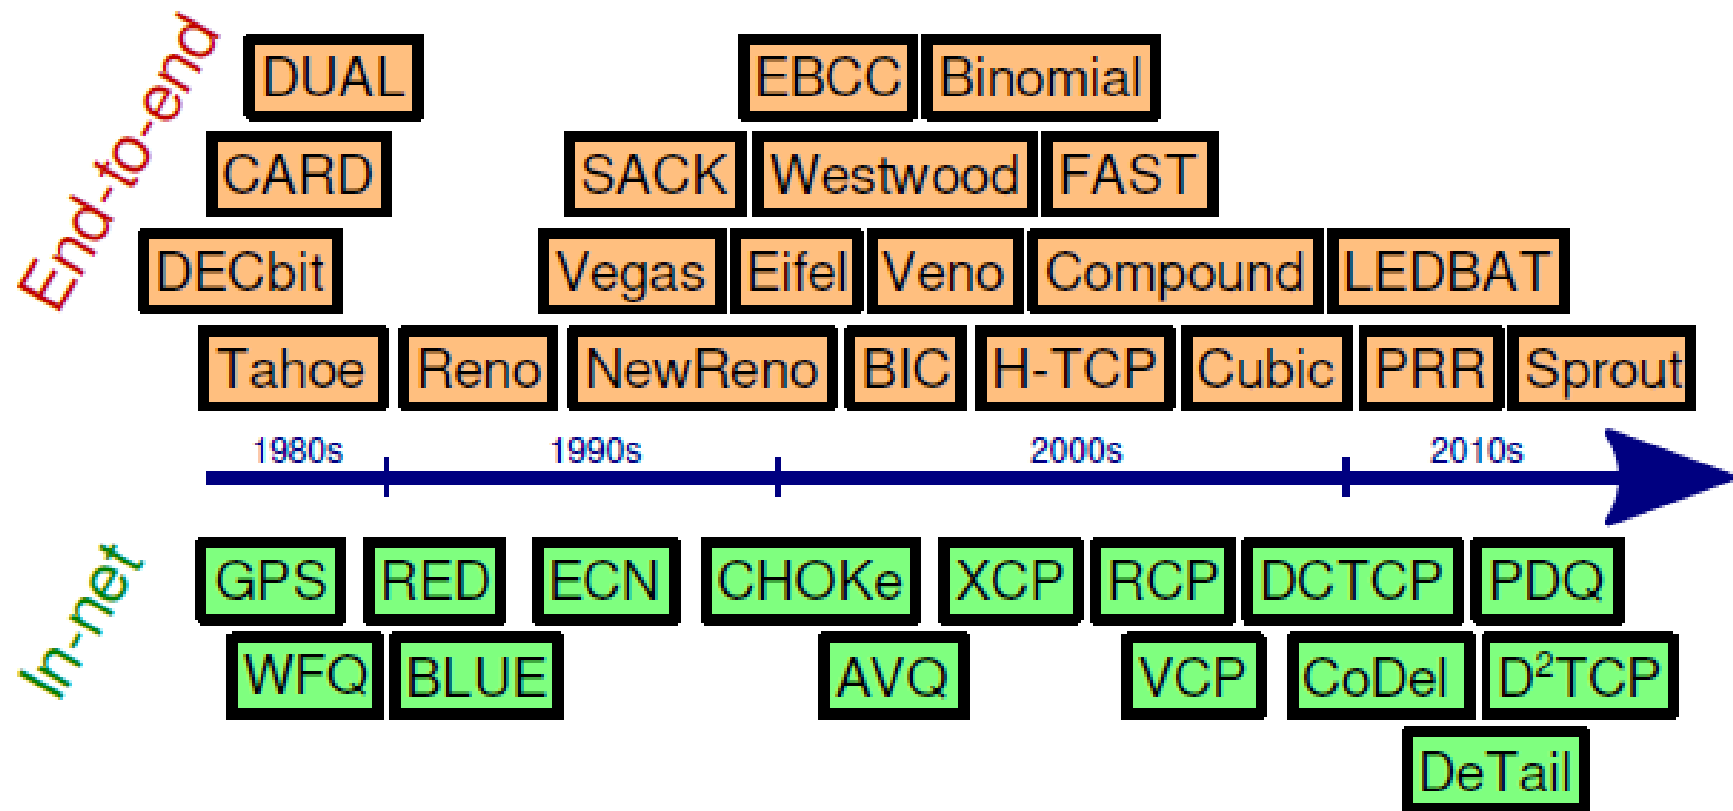 End-to-end
DUAL EBCC Binomial
CARD SACK Westwood FAST
DECbit Vegas Eifel Veno Compound LEDBAT
Tahoe Reno NewReno BIC H-TCP Cubic PRR Sprout
1980s 1990s 2000s 2010s
In-net
GPS RED ECN CHOKe XCP RCP DCTCP PDQ
WFQ BLUE AVQ VCP CoDel D²TCP
DeTail